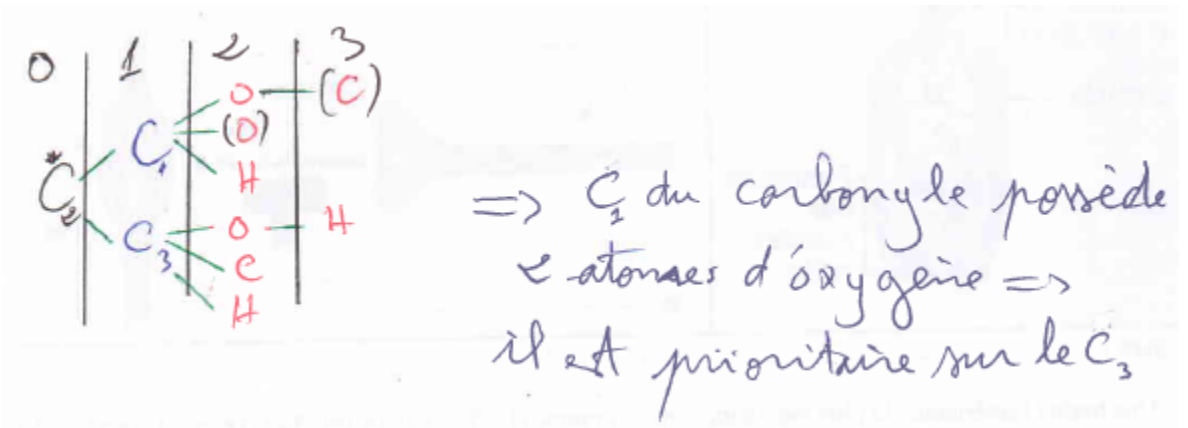 0 1 2 3
O (C)
C₁ (O)
*C₂ H
C₃ O H
C
H
=> C₁ du carbonyle possède
2 atomes d'oxygène =>
il est prioritaire sur le C₃